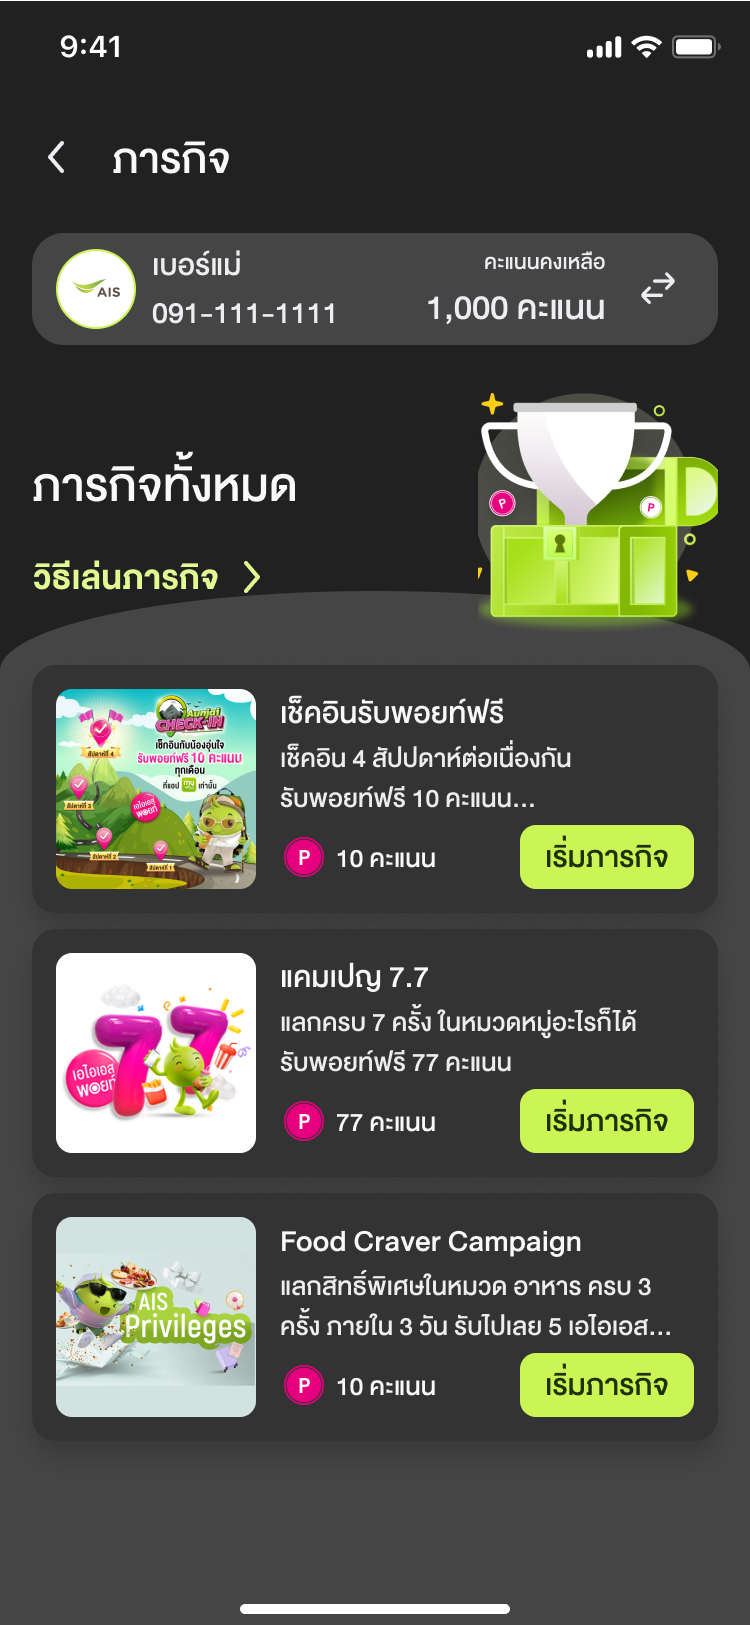 9:41
ภารกิจ
AIS
เบอร์แม่
091-111-1111
คะแนนคงเหลือ
1,000 คะแนน
ภารกิจทั้งหมด
วิธีเล่นภารกิจ
P
P
Aunjai
CHECK-IN
เช็กอินกับน้องอุ่นใจ
รับพอยท์ฟรี 10 คะแนน
ทุกเดือน
ที่แอป my AIS เท่านั้น
สัปดาห์ที่ 4
สัปดาห์ที่ 3
เอไอเอส
พอยท์
สัปดาห์ที่ 2
สัปดาห์ที่ 1
เช็คอินรับพอยท์ฟรี
เช็คอิน 4 สัปปดาห์ต่อเนื่องกัน
รับพอยท์ฟรี 10 คะแนน...
P 10 คะแนน
เริ่มภารกิจ
7 7
เอไอเอส
พอยท์
แคมเปญ 7.7
แลกครบ 7 ครั้ง ในหมวดหมู่อะไรก็ได้
รับพอยท์ฟรี 77 คะแนน
P 77 คะแนน
เริ่มภารกิจ
AIS
Privileges
Food Craver Campaign
แลกสิทธิ์พิเศษในหมวด อาหาร ครบ 3
ครั้ง ภายใน 3 วัน รับไปเลย 5 เอไอเอส...
P 10 คะแนน
เริ่มภารกิจ